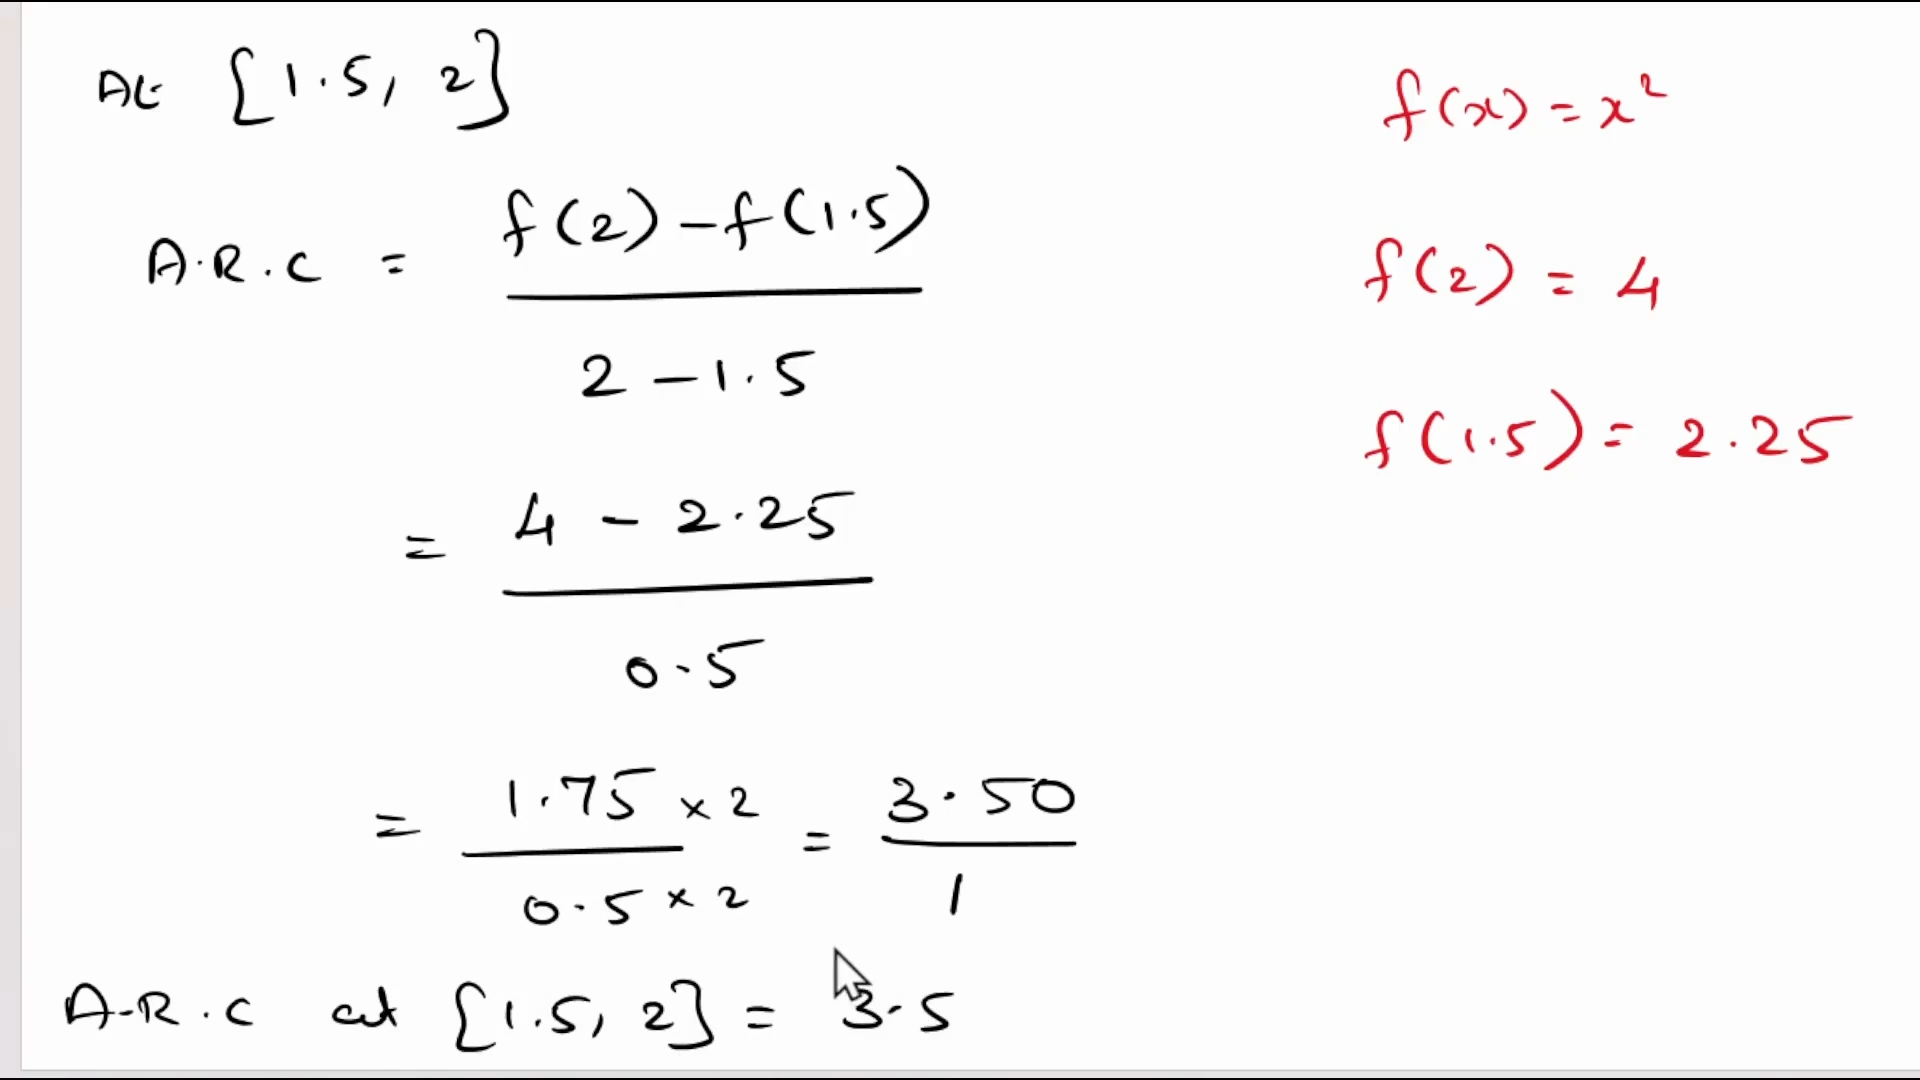 At [1.5, 2]
f(x) = x²
A.R.C = f(2) - f(1.5) / 2 - 1.5
f(2) = 4
f(1.5) = 2.25
= 4 - 2.25 / 0.5
= 1.75 × 2 / 0.5 × 2 = 3.50 / 1
A.R.C at [1.5, 2] = 3.5